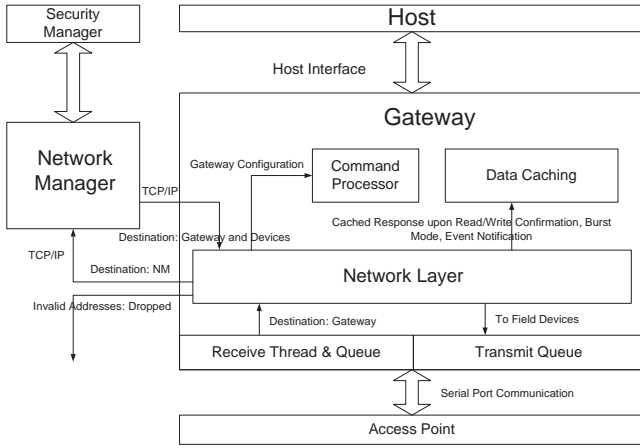 Security
Manager
Host
Host Interface
Gateway
Network
Manager
Gateway Configuration
Command
Processor
Data Caching
TCP/IP
Cached Response upon Read/Write Confirmation, Burst
Mode, Event Notification
Destination: Gateway and Devices
TCP/IP
Destination: NM
Network Layer
Invalid Addresses: Dropped
Destination: Gateway
To Field Devices
Receive Thread & Queue
Transmit Queue
Serial Port Communication
Access Point